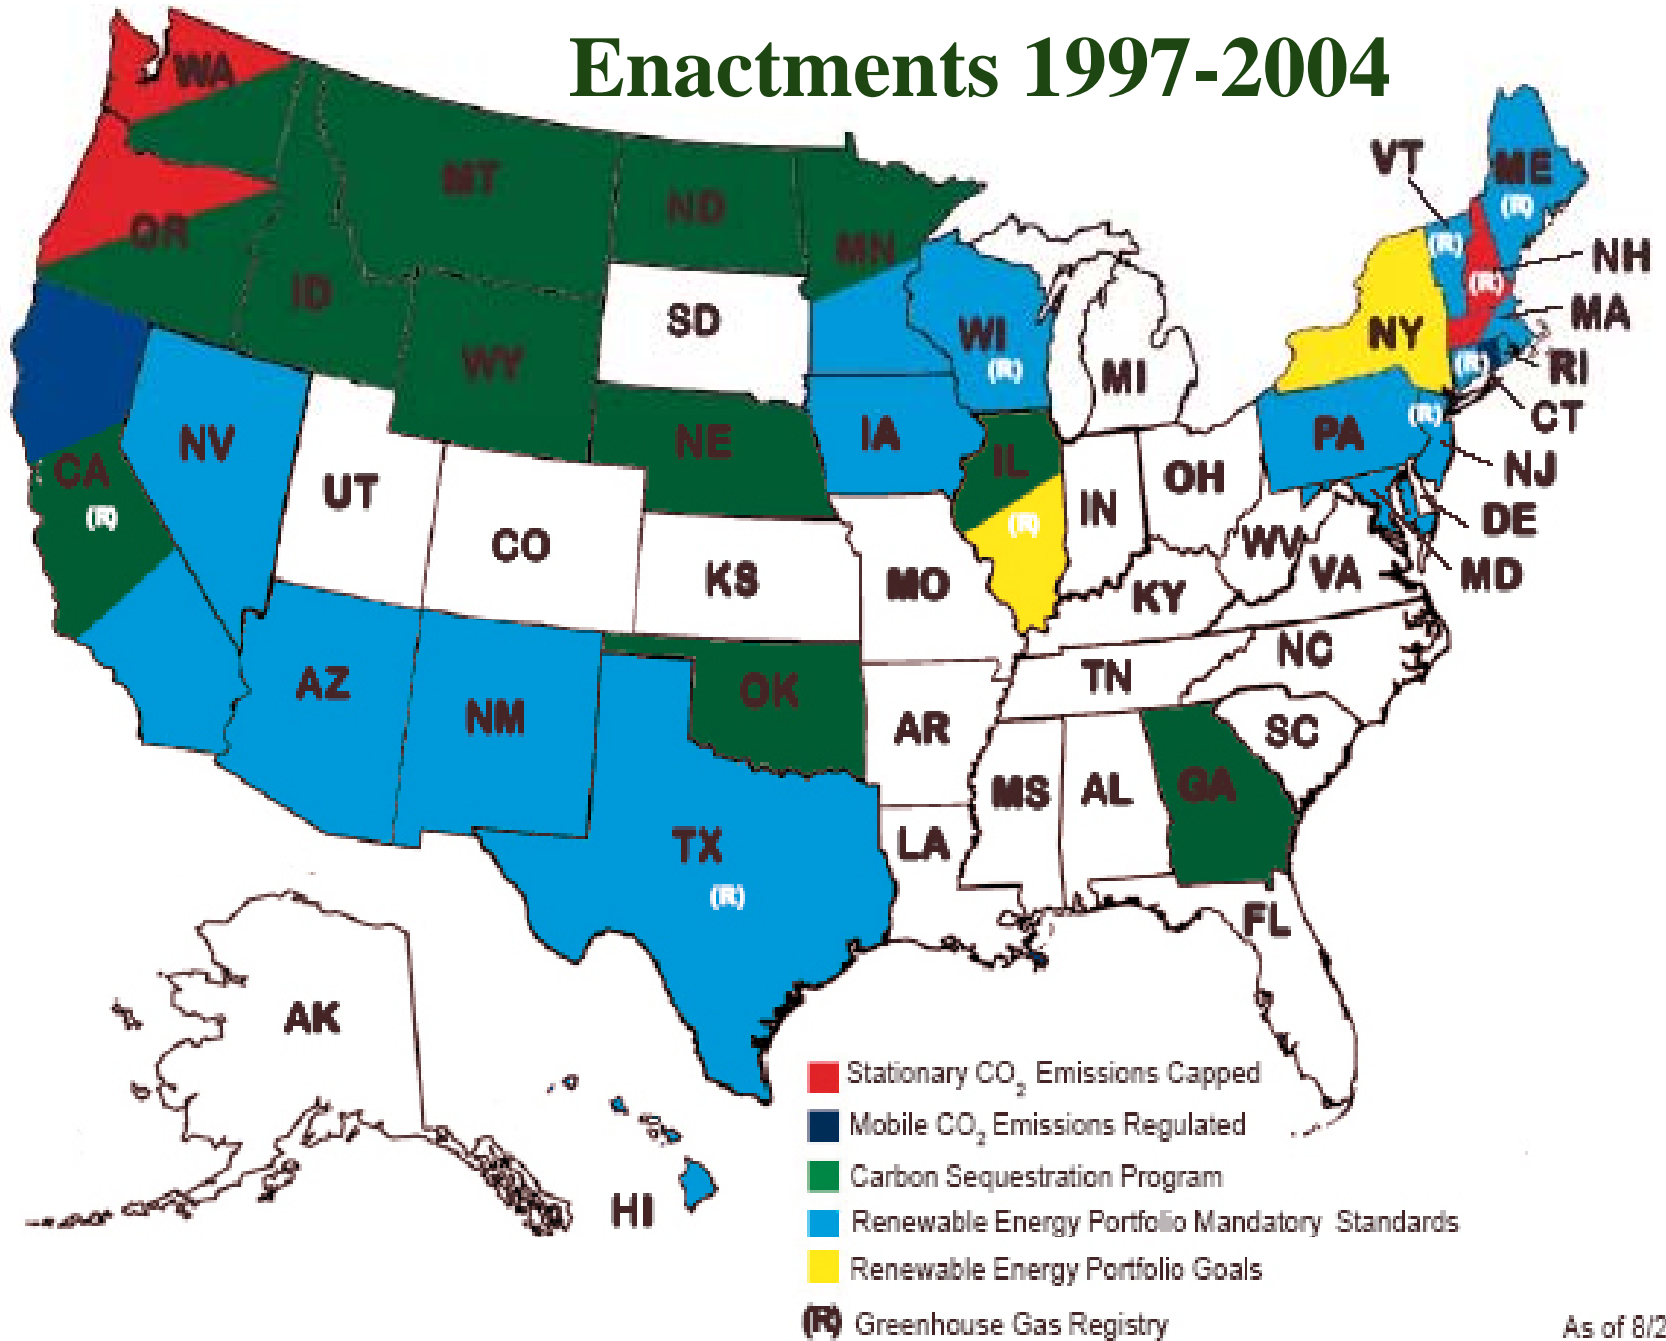 Enactments 1997-2004
WA
MT
ND
VT
ME
(R)
OR
MN
(R)
NH
ID
SD
(R)
MA
WI
NY
WY
(R)
MI
(R)
RI
CT
NV
NE
IA
(R)
PA
CA
IL
NJ
UT
OH
(R)
CO
(R)
IN
DE
WV
KS
MO
VA
MD
KY
AZ
NC
TN
OK
NM
AR
SC
MS
AL
GA
TX
LA
(R)
FL
AK
HI
Stationary CO₂ Emissions Capped
Mobile CO₂ Emissions Regulated
Carbon Sequestration Program
Renewable Energy Portfolio Mandatory Standards
Renewable Energy Portfolio Goals
(R) Greenhouse Gas Registry
As of 8/2